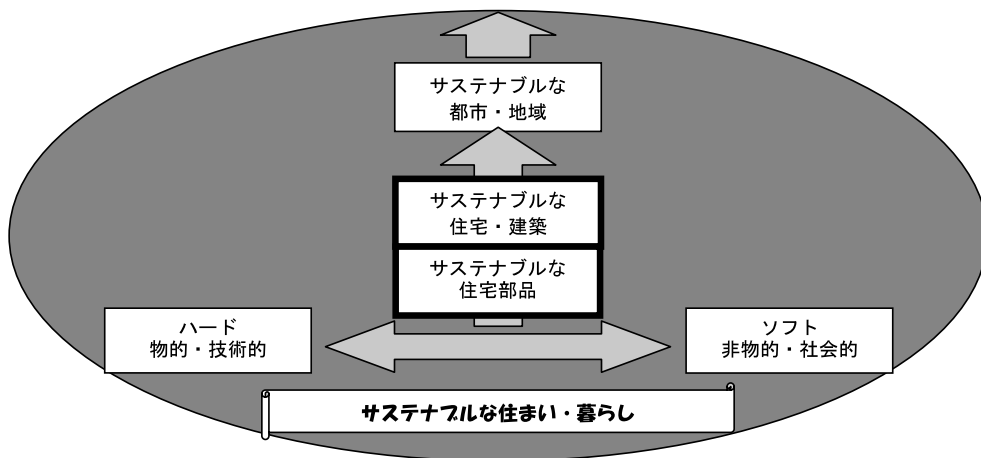 サステナブルな
都市・地域
サステナブルな
住宅・建築
サステナブルな
住宅部品
ハード
物的・技術的
ソフト
非物的・社会的
サステナブルな住まい・暮らし